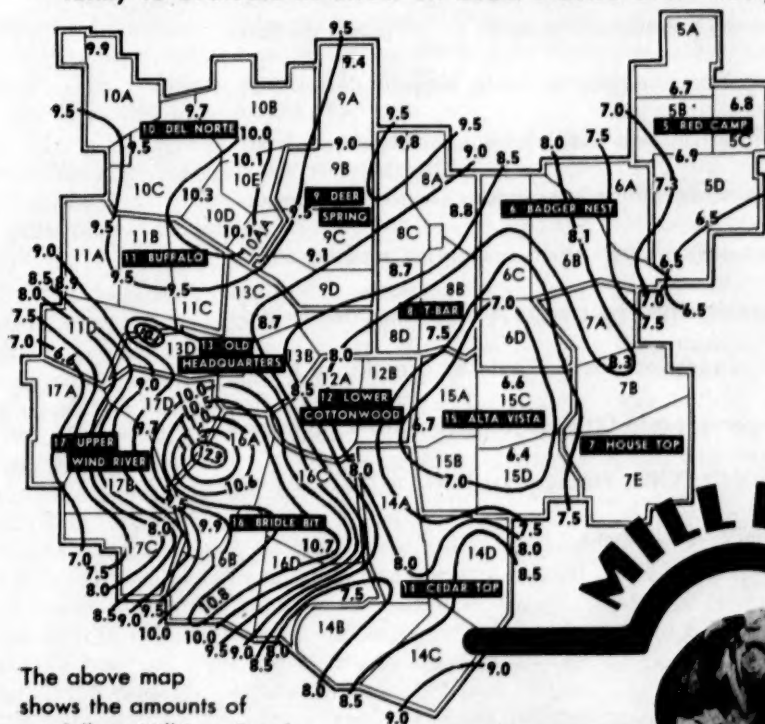 5A
9.5
9.9
9.4
10A
10B
9A
6.7
9.5
9.7
7.0
5B
6.8
10 DEL NORTE
10.0
9.5
9.5
7.5
5 RED CAMP
9.5
9.0
9.8
9.0
8.5
8.0
5C
10.1
9B
8A
6.9
10C
10.3
10E
9 DEER
6A
7.3
5D
10D
9.5
SPRING
8.8
6 BADGER NEST
6.5
9.5
11B
10.1
10AA
9C
8C
8.1
11A
11 BUFFALO
9.1
6B
6.5
9.0
9.5
9.5
13C
8.7
6C
8.5
8.9
11C
9D
8B
7.0
7.0
6.5
8.0
8 T-BAR
7A
7.5
7.5
11D
8.7
8D
7.5
6D
7.0
13D
13 OLD
13B
8.0
8.3
6.6
HEADQUARTERS
12A
12B
7B
17A
9.0
17D
10.0
8.5
12 LOWER
15A
6.6
15C
COTTONWOOD
15 ALTA VISTA
9.7
16A
6.7
7 HOUSE TOP
17 UPPER
WIND RIVER
12.9
16C
6.4
15B
15D
17B
10.6
8.0
7.0
7E
14A
8.0
9.9
16 BRIDLE BIT
7.5
7.5
17C
16B
10.7
14D
8.0
7.0
7.5
16D
8.0
8.5
8.0
10.8
7.5
14 CEDAR TOP
8.5
9.0
9.5
10.0
10.0
9.5
9.0
8.5
8.0
14B
14C
8.0
8.5
9.0
9.0
MILL
The above map
shows the amounts of